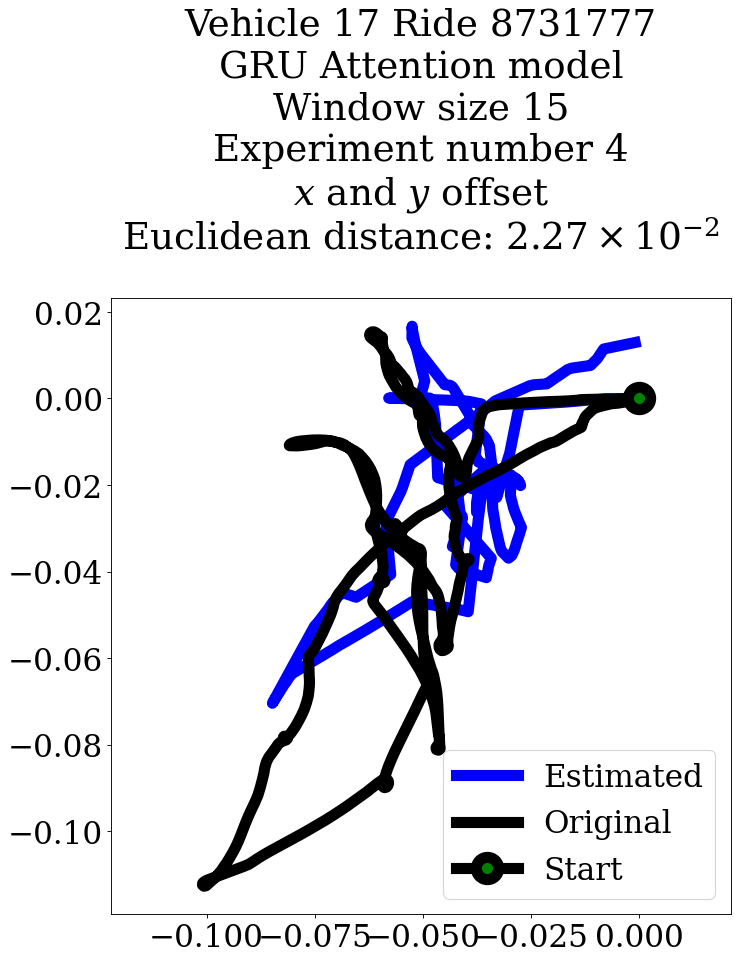 Vehicle 17 Ride 8731777
GRU Attention model
Window size 15
Experiment number 4
x and y offset
Euclidean distance: 2.27 × 10⁻²
0.02
0.00
−0.02
−0.04
−0.06
−0.08
−0.10
Estimated
Original
Start
−0.100 −0.075 −0.050 −0.025 0.000